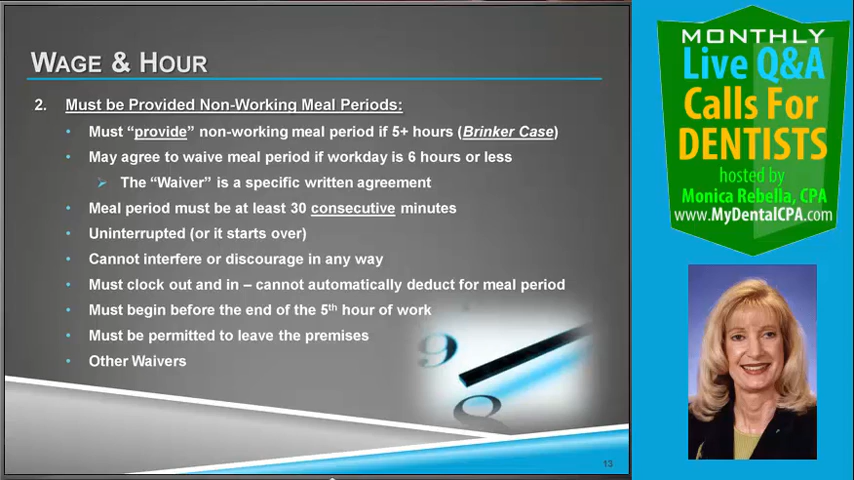 WAGE & HOUR
2. Must be Provided Non-Working Meal Periods:
• Must “provide” non-working meal period if 5+ hours (Brinker Case)
• May agree to waive meal period if workday is 6 hours or less
➢ The “Waiver” is a specific written agreement
• Meal period must be at least 30 consecutive minutes
• Uninterrupted (or it starts over)
• Cannot interfere or discourage in any way
• Must clock out and in – cannot automatically deduct for meal period
• Must begin before the end of the 5th hour of work
• Must be permitted to leave the premises
• Other Waivers
9
8
13
MONTHLY
Live Q&A
Calls For
DENTISTS
hosted by
Monica Rebella, CPA
www.MyDentalCPA.com